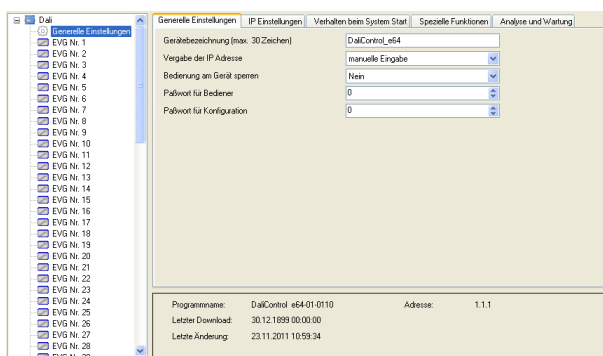 Dali
Generelle Einstellungen
EVG Nr. 1
EVG Nr. 2
EVG Nr. 3
EVG Nr. 4
EVG Nr. 5
EVG Nr. 6
EVG Nr. 7
EVG Nr. 8
EVG Nr. 9
EVG Nr. 10
EVG Nr. 11
EVG Nr. 12
EVG Nr. 13
EVG Nr. 14
EVG Nr. 15
EVG Nr. 16
EVG Nr. 17
EVG Nr. 18
EVG Nr. 19
EVG Nr. 20
EVG Nr. 21
EVG Nr. 22
EVG Nr. 23
EVG Nr. 24
EVG Nr. 25
EVG Nr. 26
EVG Nr. 27
EVG Nr. 28
Generelle Einstellungen IP Einstellungen Verhalten beim System Start Spezielle Funktionen Analyse und Wartung
Gerätebezeichnung (max. 30 Zeichen) DaliControl_e64
Vergabe der IP Adresse manuelle Eingabe
Bedienung am Gerät sperren Nein
Paßwort für Bediener 0
Paßwort für Konfiguration 0
Programmname: DaliControl e64-01-0110 Adresse: 1.1.1
Letzter Download: 30.12.1899 00:00:00
Letzte Änderung: 23.11.2011 10:59:34